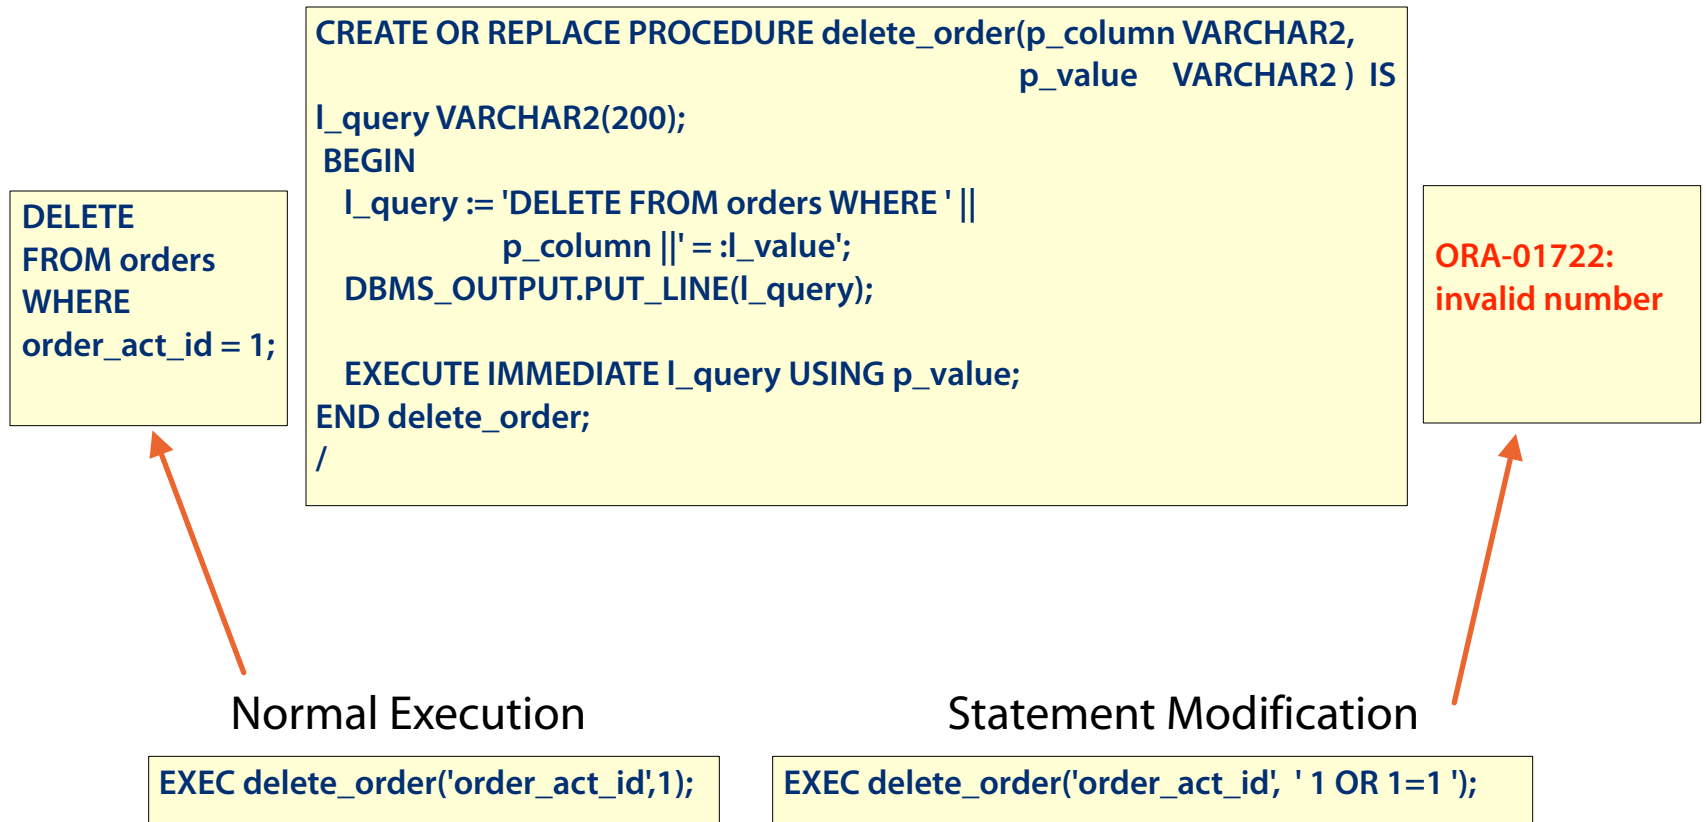 CREATE OR REPLACE PROCEDURE delete_order(p_column VARCHAR2,
p_value VARCHAR2 ) IS
l_query VARCHAR2(200);
BEGIN
l_query := 'DELETE FROM orders WHERE ' ||
p_column ||' = :l_value';
DBMS_OUTPUT.PUT_LINE(l_query);
EXECUTE IMMEDIATE l_query USING p_value;
END delete_order;
/
DELETE
FROM orders
WHERE
order_act_id = 1;
ORA-01722:
invalid number
Normal Execution
EXEC delete_order('order_act_id',1);
Statement Modification
EXEC delete_order('order_act_id', ' 1 OR 1=1 ');